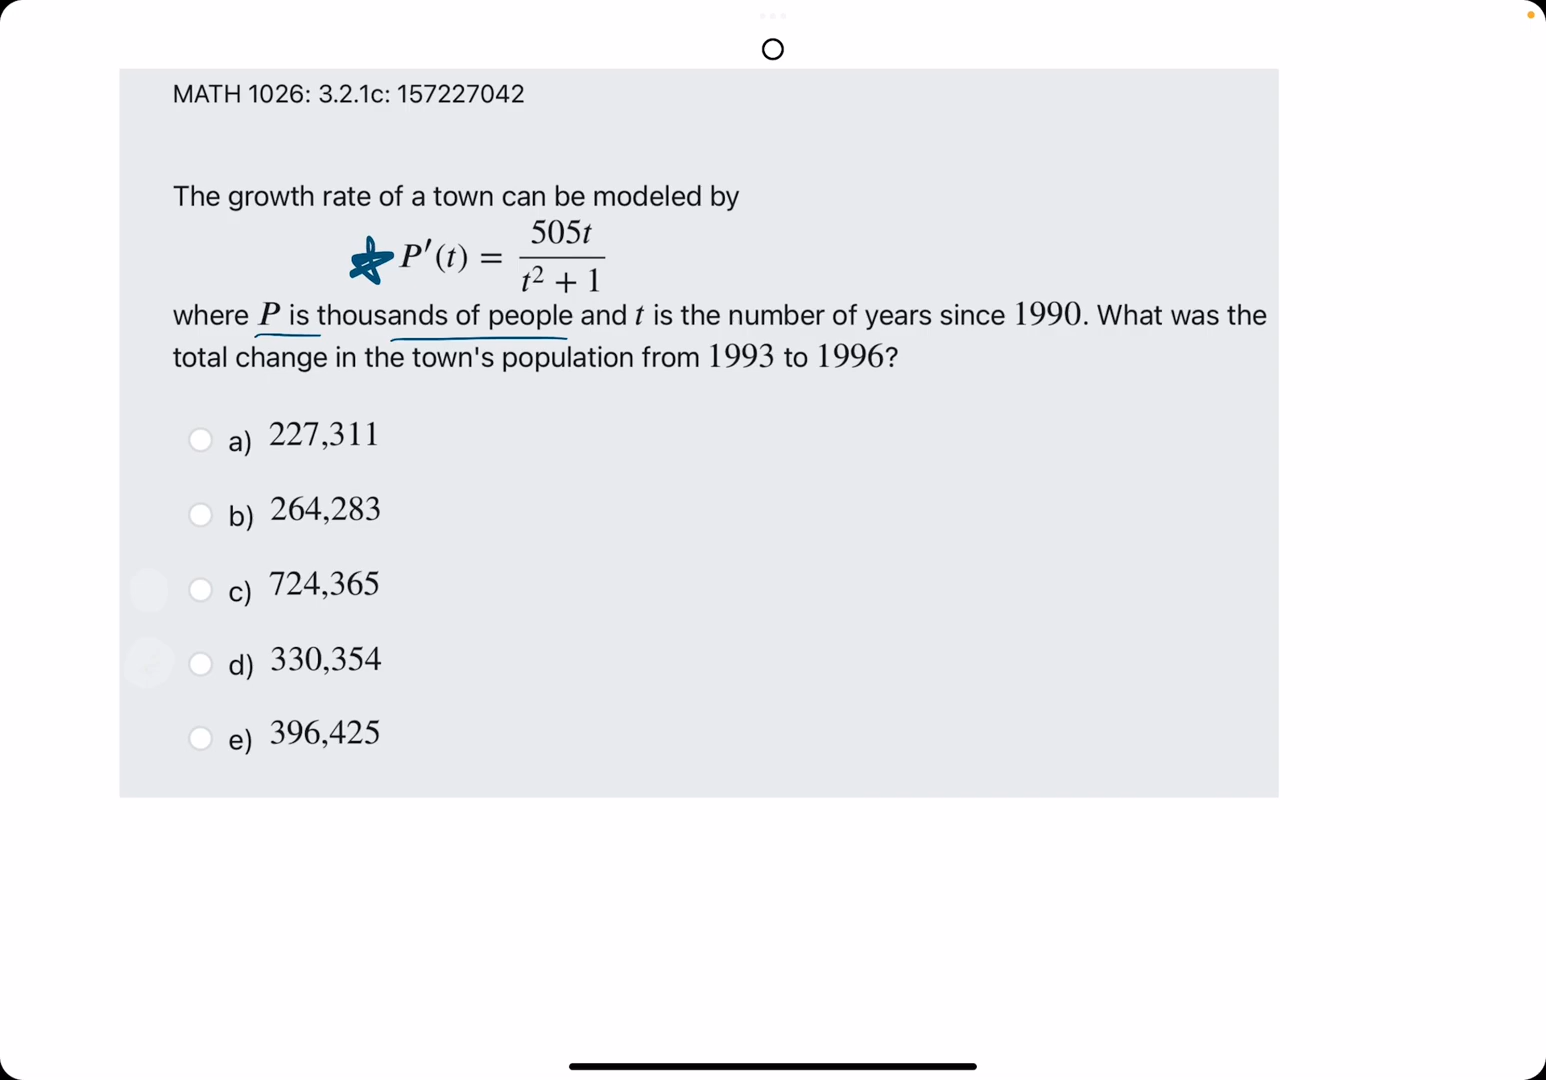 MATH 1026: 3.2.1c: 157227042
The growth rate of a town can be modeled by
P′(t) = 505t / (t² + 1)
where P is thousands of people and t is the number of years since 1990. What was the
total change in the town's population from 1993 to 1996?
a) 227,311
b) 264,283
c) 724,365
d) 330,354
e) 396,425